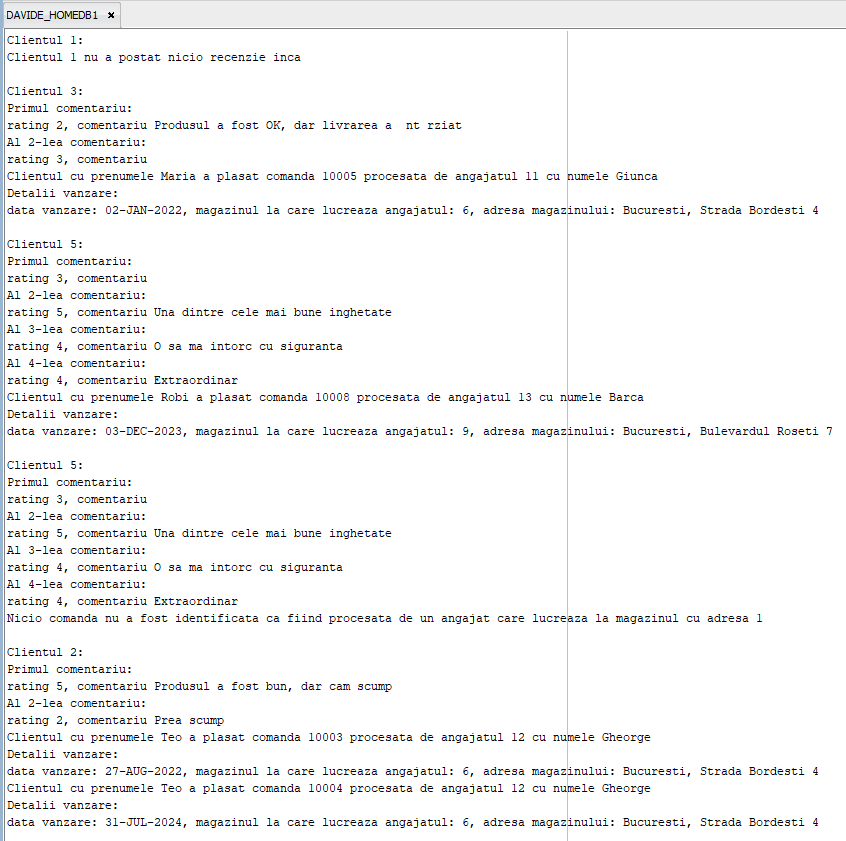 DAVIDE_HOMEDB1 ×
Clientul 1:
Clientul 1 nu a postat nicio recenzie inca
Clientul 3:
Primul comentariu:
rating 2, comentariu Produsul a fost OK, dar livrarea a  nt rziat
Al 2-lea comentariu:
rating 3, comentariu
Clientul cu prenumele Maria a plasat comanda 10005 procesata de angajatul 11 cu numele Giunca
Detalii vanzare:
data vanzare: 02-JAN-2022, magazinul la care lucreaza angajatul: 6, adresa magazinului: Bucuresti, Strada Bordesti 4
Clientul 5:
Primul comentariu:
rating 3, comentariu
Al 2-lea comentariu:
rating 5, comentariu Una dintre cele mai bune inghetate
Al 3-lea comentariu:
rating 4, comentariu O sa ma intorc cu siguranta
Al 4-lea comentariu:
rating 4, comentariu Extraordinar
Clientul cu prenumele Robi a plasat comanda 10008 procesata de angajatul 13 cu numele Barca
Detalii vanzare:
data vanzare: 03-DEC-2023, magazinul la care lucreaza angajatul: 9, adresa magazinului: Bucuresti, Bulevardul Roseti 7
Clientul 5:
Primul comentariu:
rating 3, comentariu
Al 2-lea comentariu:
rating 5, comentariu Una dintre cele mai bune inghetate
Al 3-lea comentariu:
rating 4, comentariu O sa ma intorc cu siguranta
Al 4-lea comentariu:
rating 4, comentariu Extraordinar
Nicio comanda nu a fost identificata ca fiind procesata de un angajat care lucreaza la magazinul cu adresa 1
Clientul 2:
Primul comentariu:
rating 5, comentariu Produsul a fost bun, dar cam scump
Al 2-lea comentariu:
rating 2, comentariu Prea scump
Clientul cu prenumele Teo a plasat comanda 10003 procesata de angajatul 12 cu numele Gheorge
Detalii vanzare:
data vanzare: 27-AUG-2022, magazinul la care lucreaza angajatul: 6, adresa magazinului: Bucuresti, Strada Bordesti 4
Clientul cu prenumele Teo a plasat comanda 10004 procesata de angajatul 12 cu numele Gheorge
Detalii vanzare:
data vanzare: 31-JUL-2024, magazinul la care lucreaza angajatul: 6, adresa magazinului: Bucuresti, Strada Bordesti 4